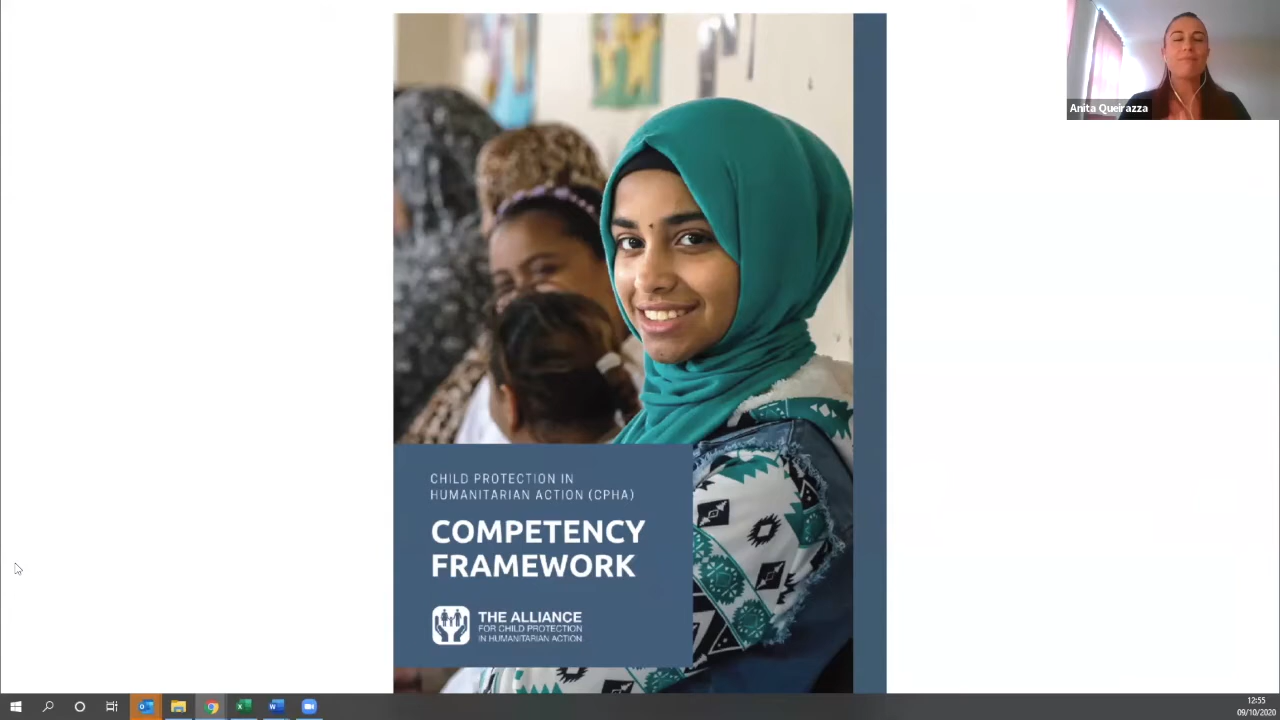 Anita Queirazza
CHILD PROTECTION IN
HUMANITARIAN ACTION (CPHA)
COMPETENCY
FRAMEWORK
THE ALLIANCE
FOR CHILD PROTECTION
IN HUMANITARIAN ACTION
12:55
09/10/2020